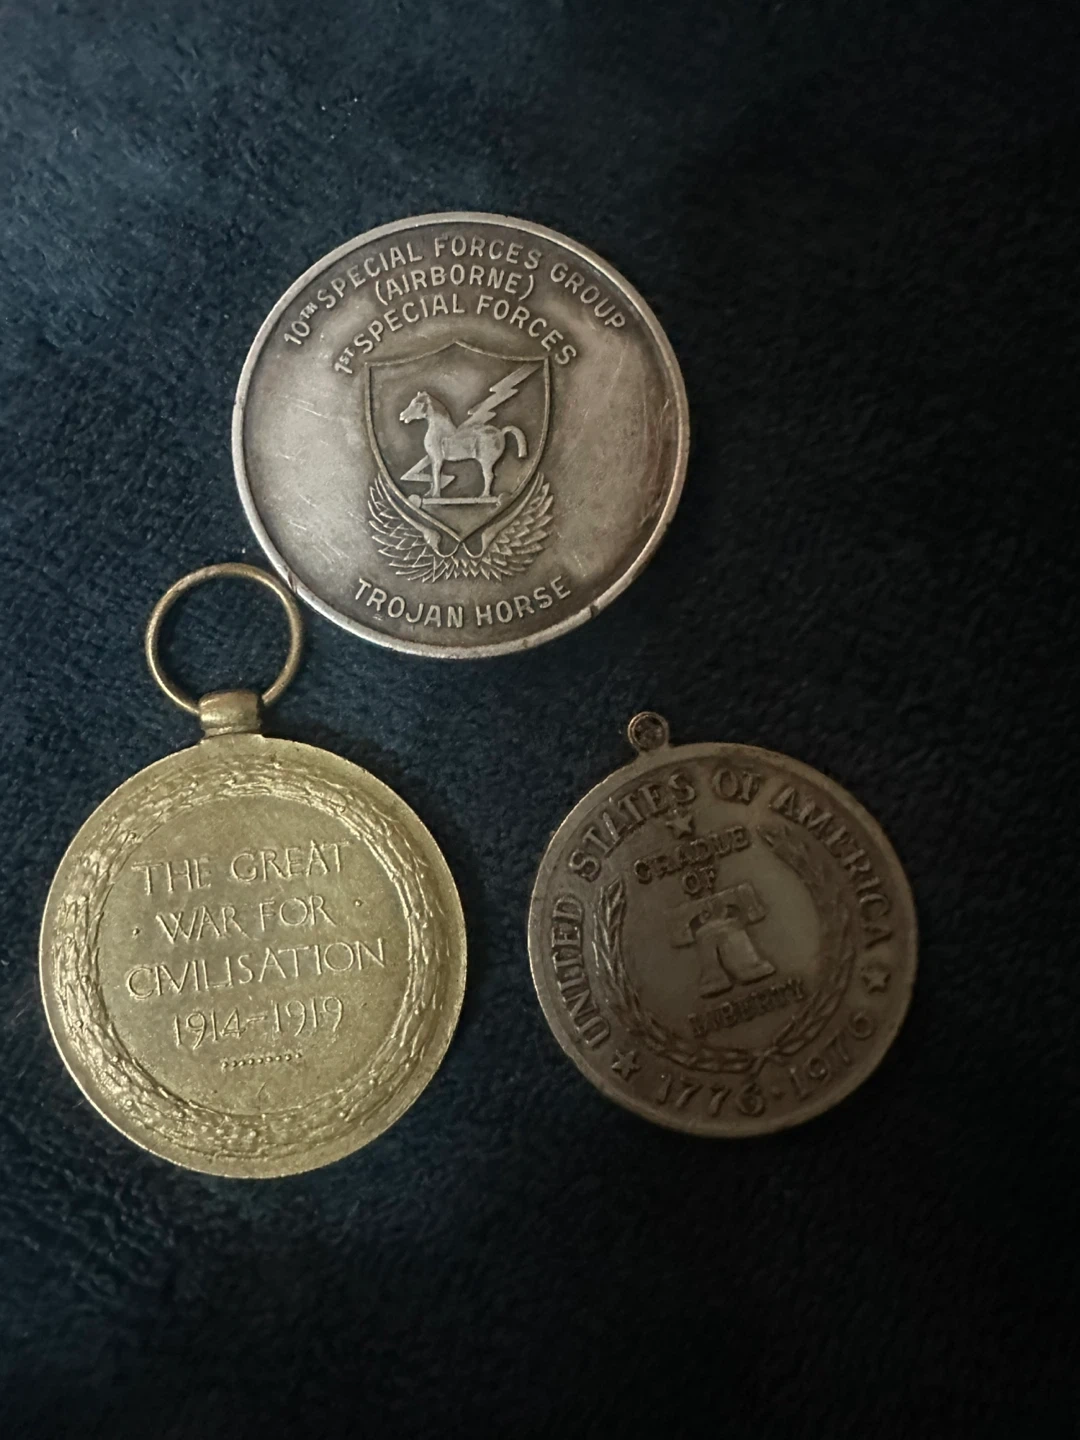 10TH SPECIAL FORCES GROUP
(AIRBORNE)
1ST SPECIAL FORCES
TROJAN HORSE
THE GREAT
· WAR FOR ·
CIVILISATION
1914-1919
UNITED STATES OF AMERICA
CRADLE
OF
LIBERTY
1776·1976